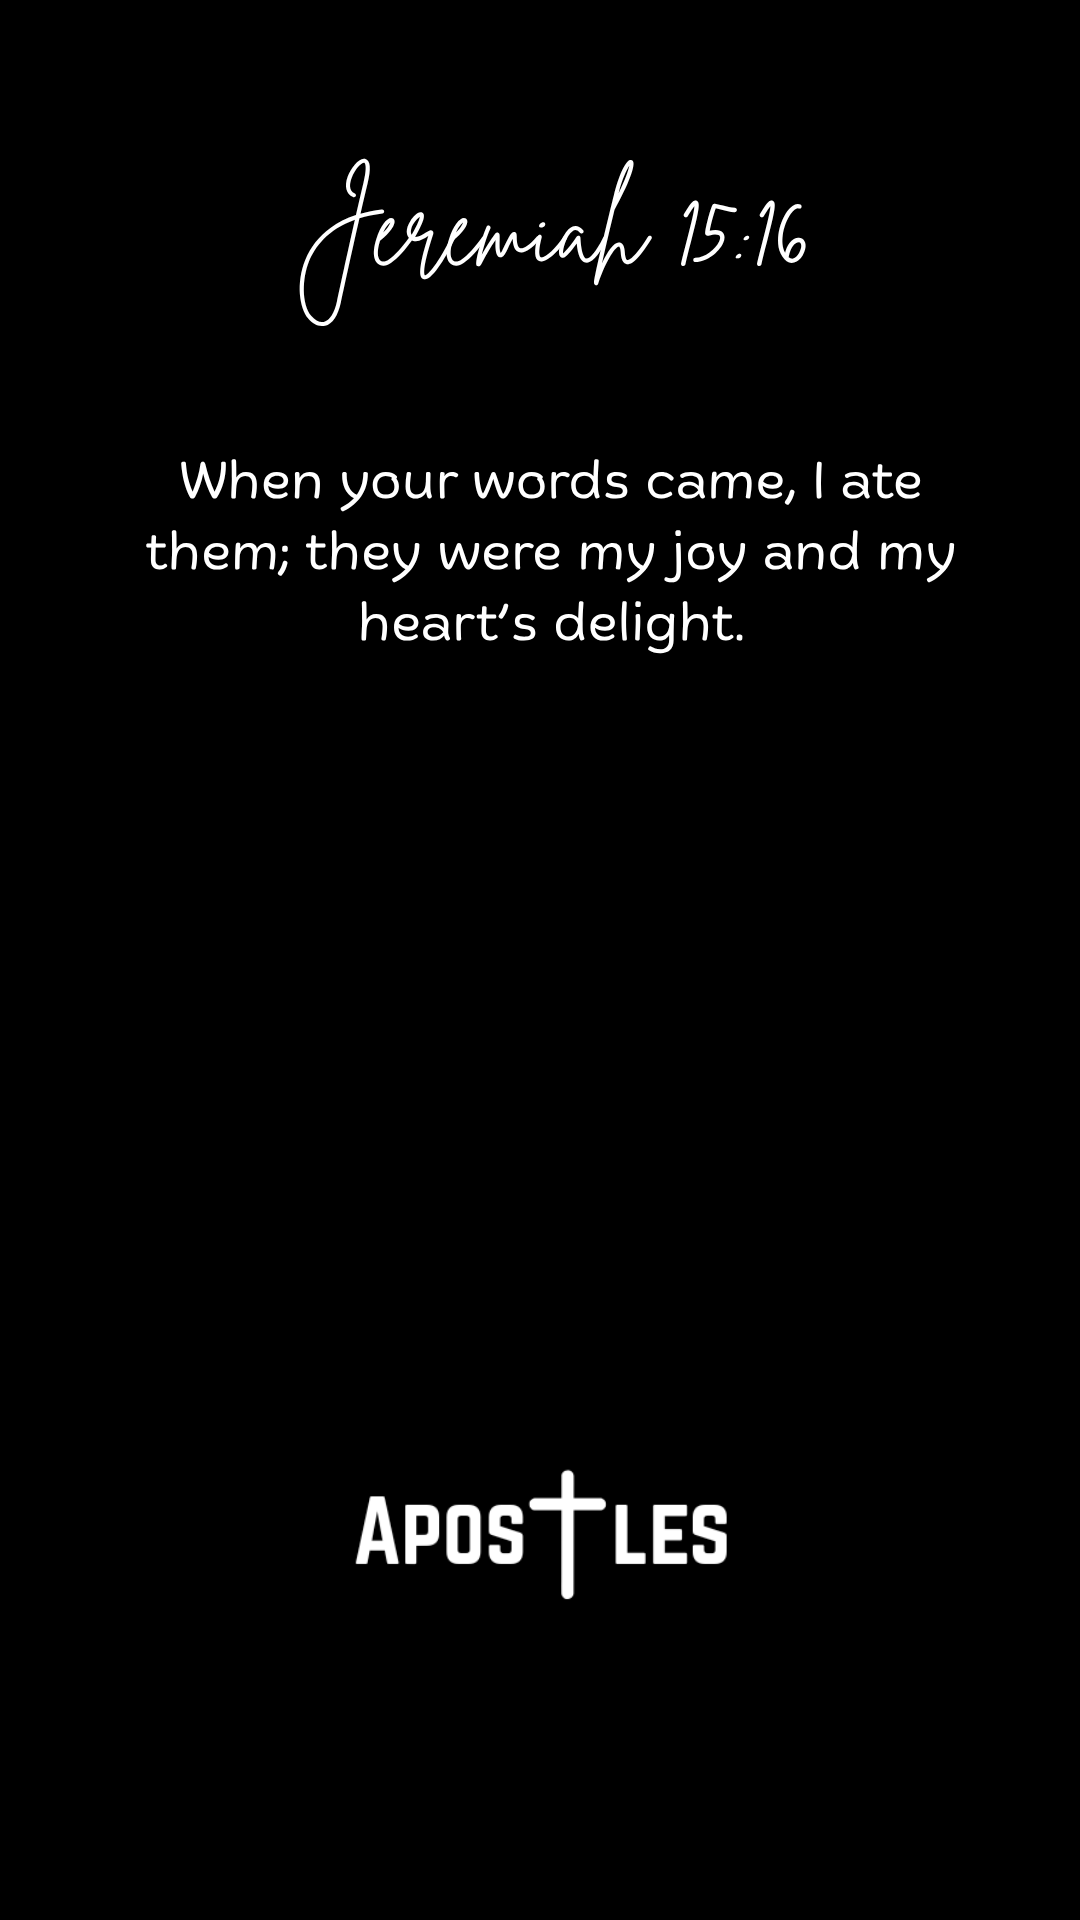 Jeremiah 15:16
When your words came, I ate
them; they were my joy and my
heart's delight.
APOSTLES